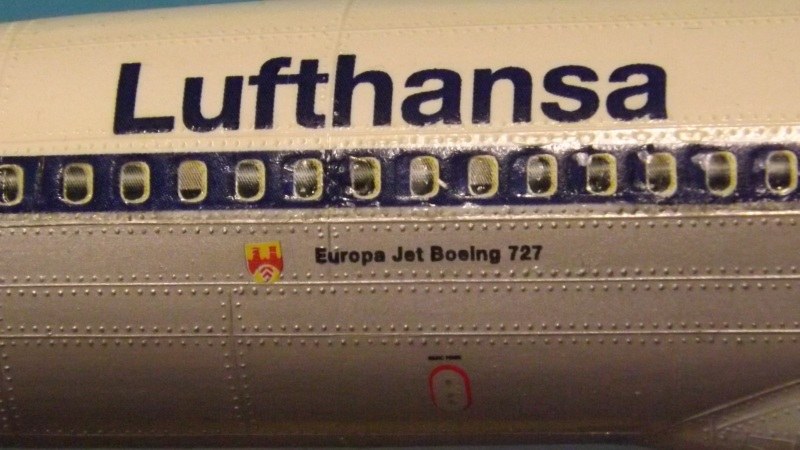 Lufthansa
Europa Jet Boeing 727